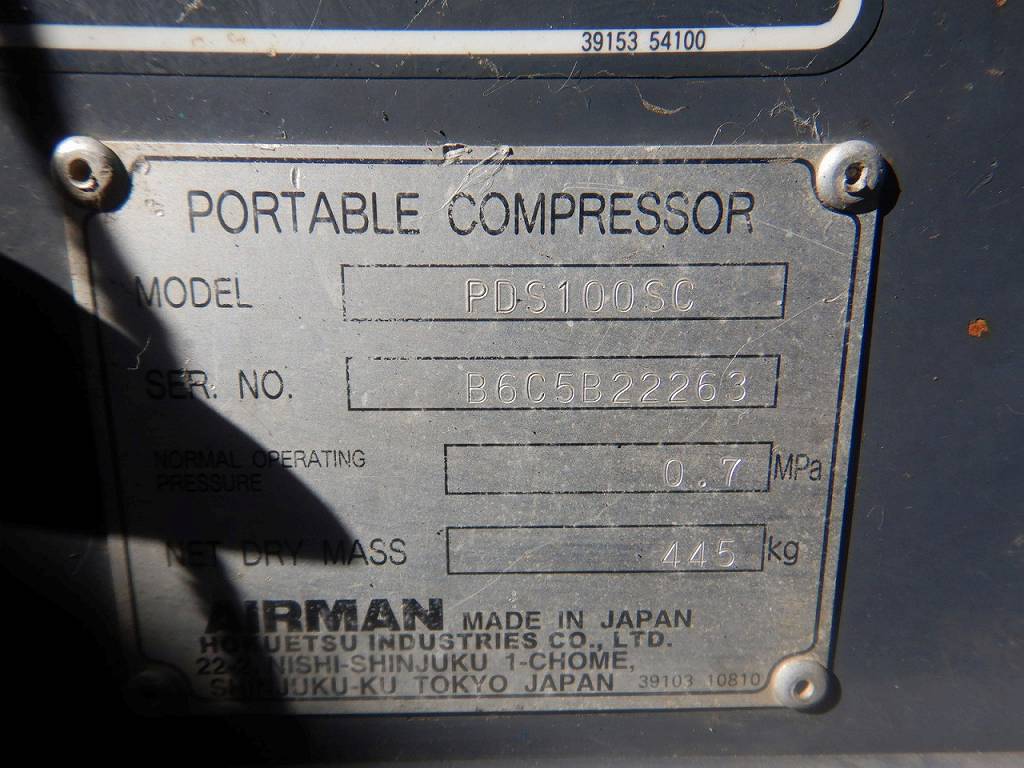 39153 54100
PORTABLE COMPRESSOR
MODEL PDS100SC
SER. NO. B6C5B22263
NORMAL OPERATING
PRESSURE 0.7 MPa
NET DRY MASS 445 kg
AIRMAN MADE IN JAPAN
HOKUETSU INDUSTRIES CO., LTD.
22-2, NISHI-SHINJUKU 1-CHOME,
SHINJUKU-KU TOKYO JAPAN 39103 10810